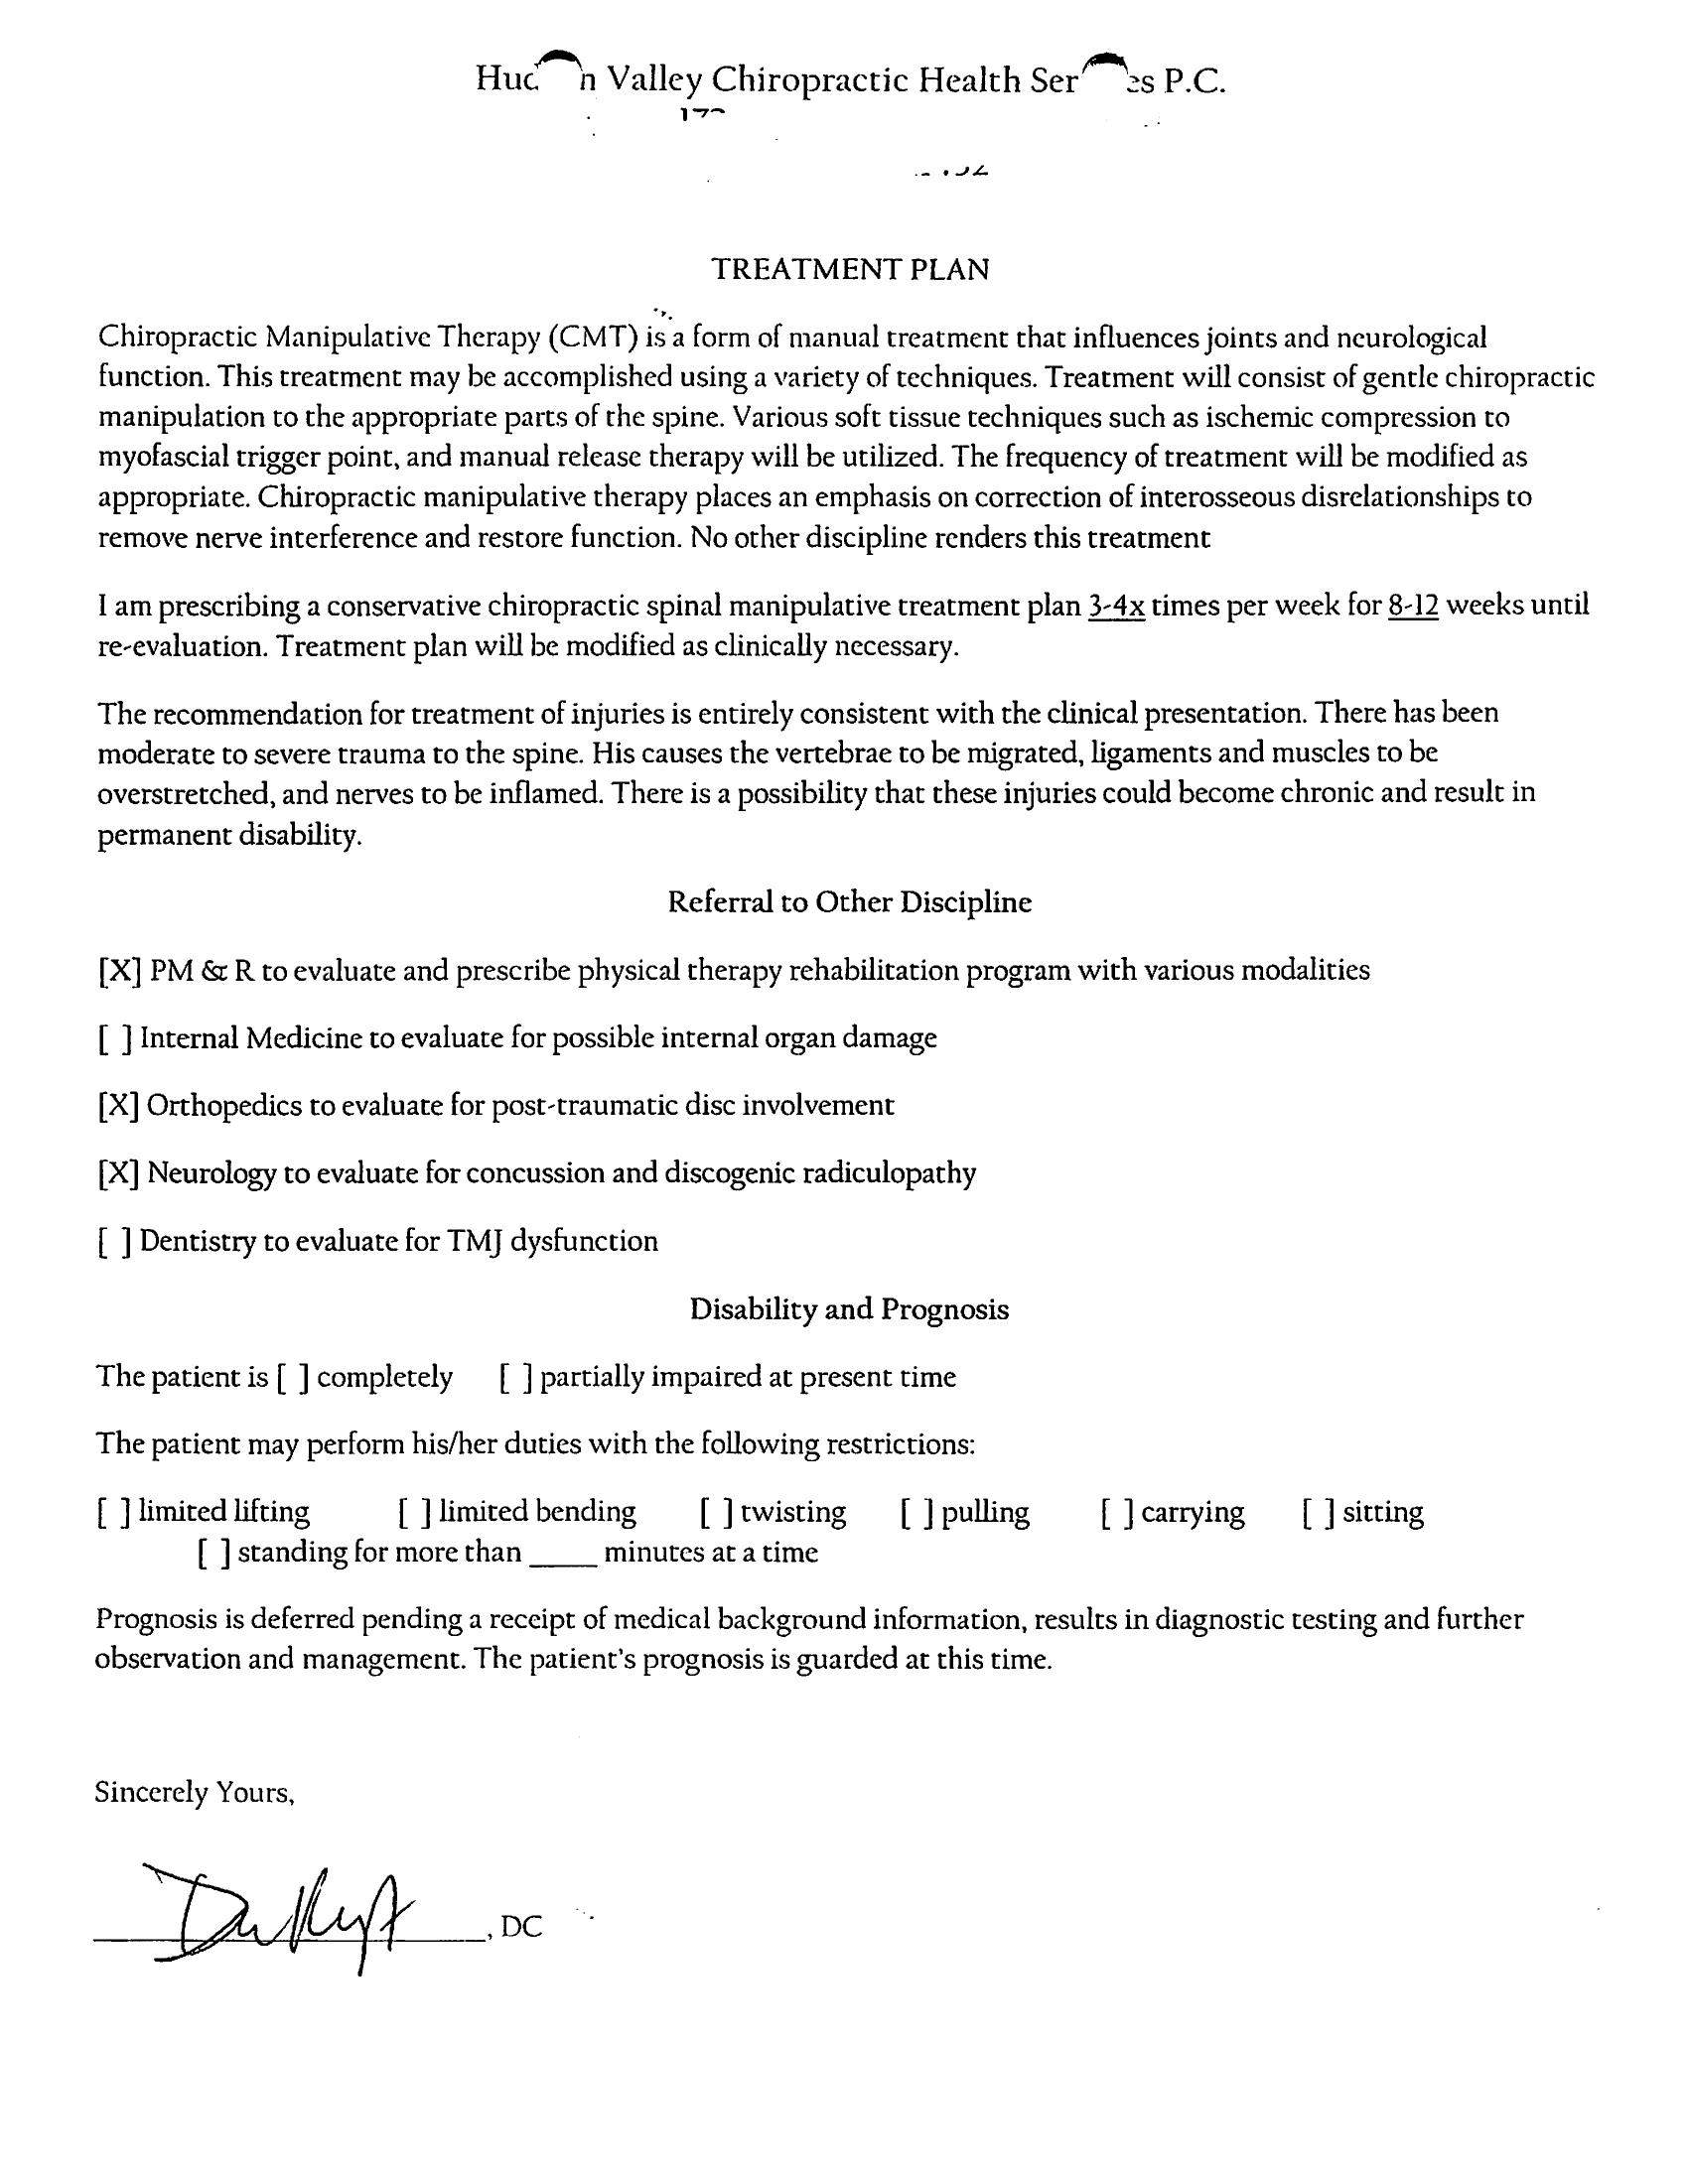 Valley Chiropractic Health P.C.
TREATMENT PLAN
Chiropractic Manipulative Therapy (CMT) is a form of manual treatment that influences joints and neurological
function. This treatment may be accomplished using a variety of techniques. Treatment will consist of gentle chiropractic
manipulation to the appropriate parts of the spine. Various soft tissue techniques such as ischemic compression to
myofascial trigger point, and manual release therapy will be utilized. The frequency of treatment will be modified as
appropriate. Chiropractic manipulative therapy places an emphasis on correction of interosseous disrelationships to
remove nerve interference and restore function. No other discipline renders this treatment
I am prescribing a conservative chiropractic spinal manipulative treatment plan 3-4x times per week for 8-12 weeks until
re-evaluation. Treatment plan will be modified as clinically necessary.
The recommendation for treatment of injuries is entirely consistent with the clinical presentation. There has been
moderate to severe trauma to the spine. His causes the vertebrae to be migrated, ligaments and muscles to be
overstretched, and nerves to be inflamed. There is a possibility that these injuries could become chronic and result in
permanent disability.
Referral to Other Discipline
[X] PM & R to evaluate and prescribe physical therapy rehabilitation program with various modalities
[ ] Internal Medicine to evaluate for possible internal organ damage
[X] Orthopedics to evaluate for post-traumatic disc involvement
[X] Neurology to evaluate for concussion and discogenic radiculopathy
[ ] Dentistry to evaluate for TMJ dysfunction
Disability and Prognosis
The patient is [ ] completely [ ] partially impaired at present time
The patient may perform his/her duties with the following restrictions:
[ ] limited lifting [ ] limited bending [ ] twisting [ ] pulling [ ] carrying [ ] sitting
[ ] standing for more than _____ minutes at a time
Prognosis is deferred pending a receipt of medical background information, results in diagnostic testing and further
observation and management. The patient's prognosis is guarded at this time.
Sincerely Yours,
, DC